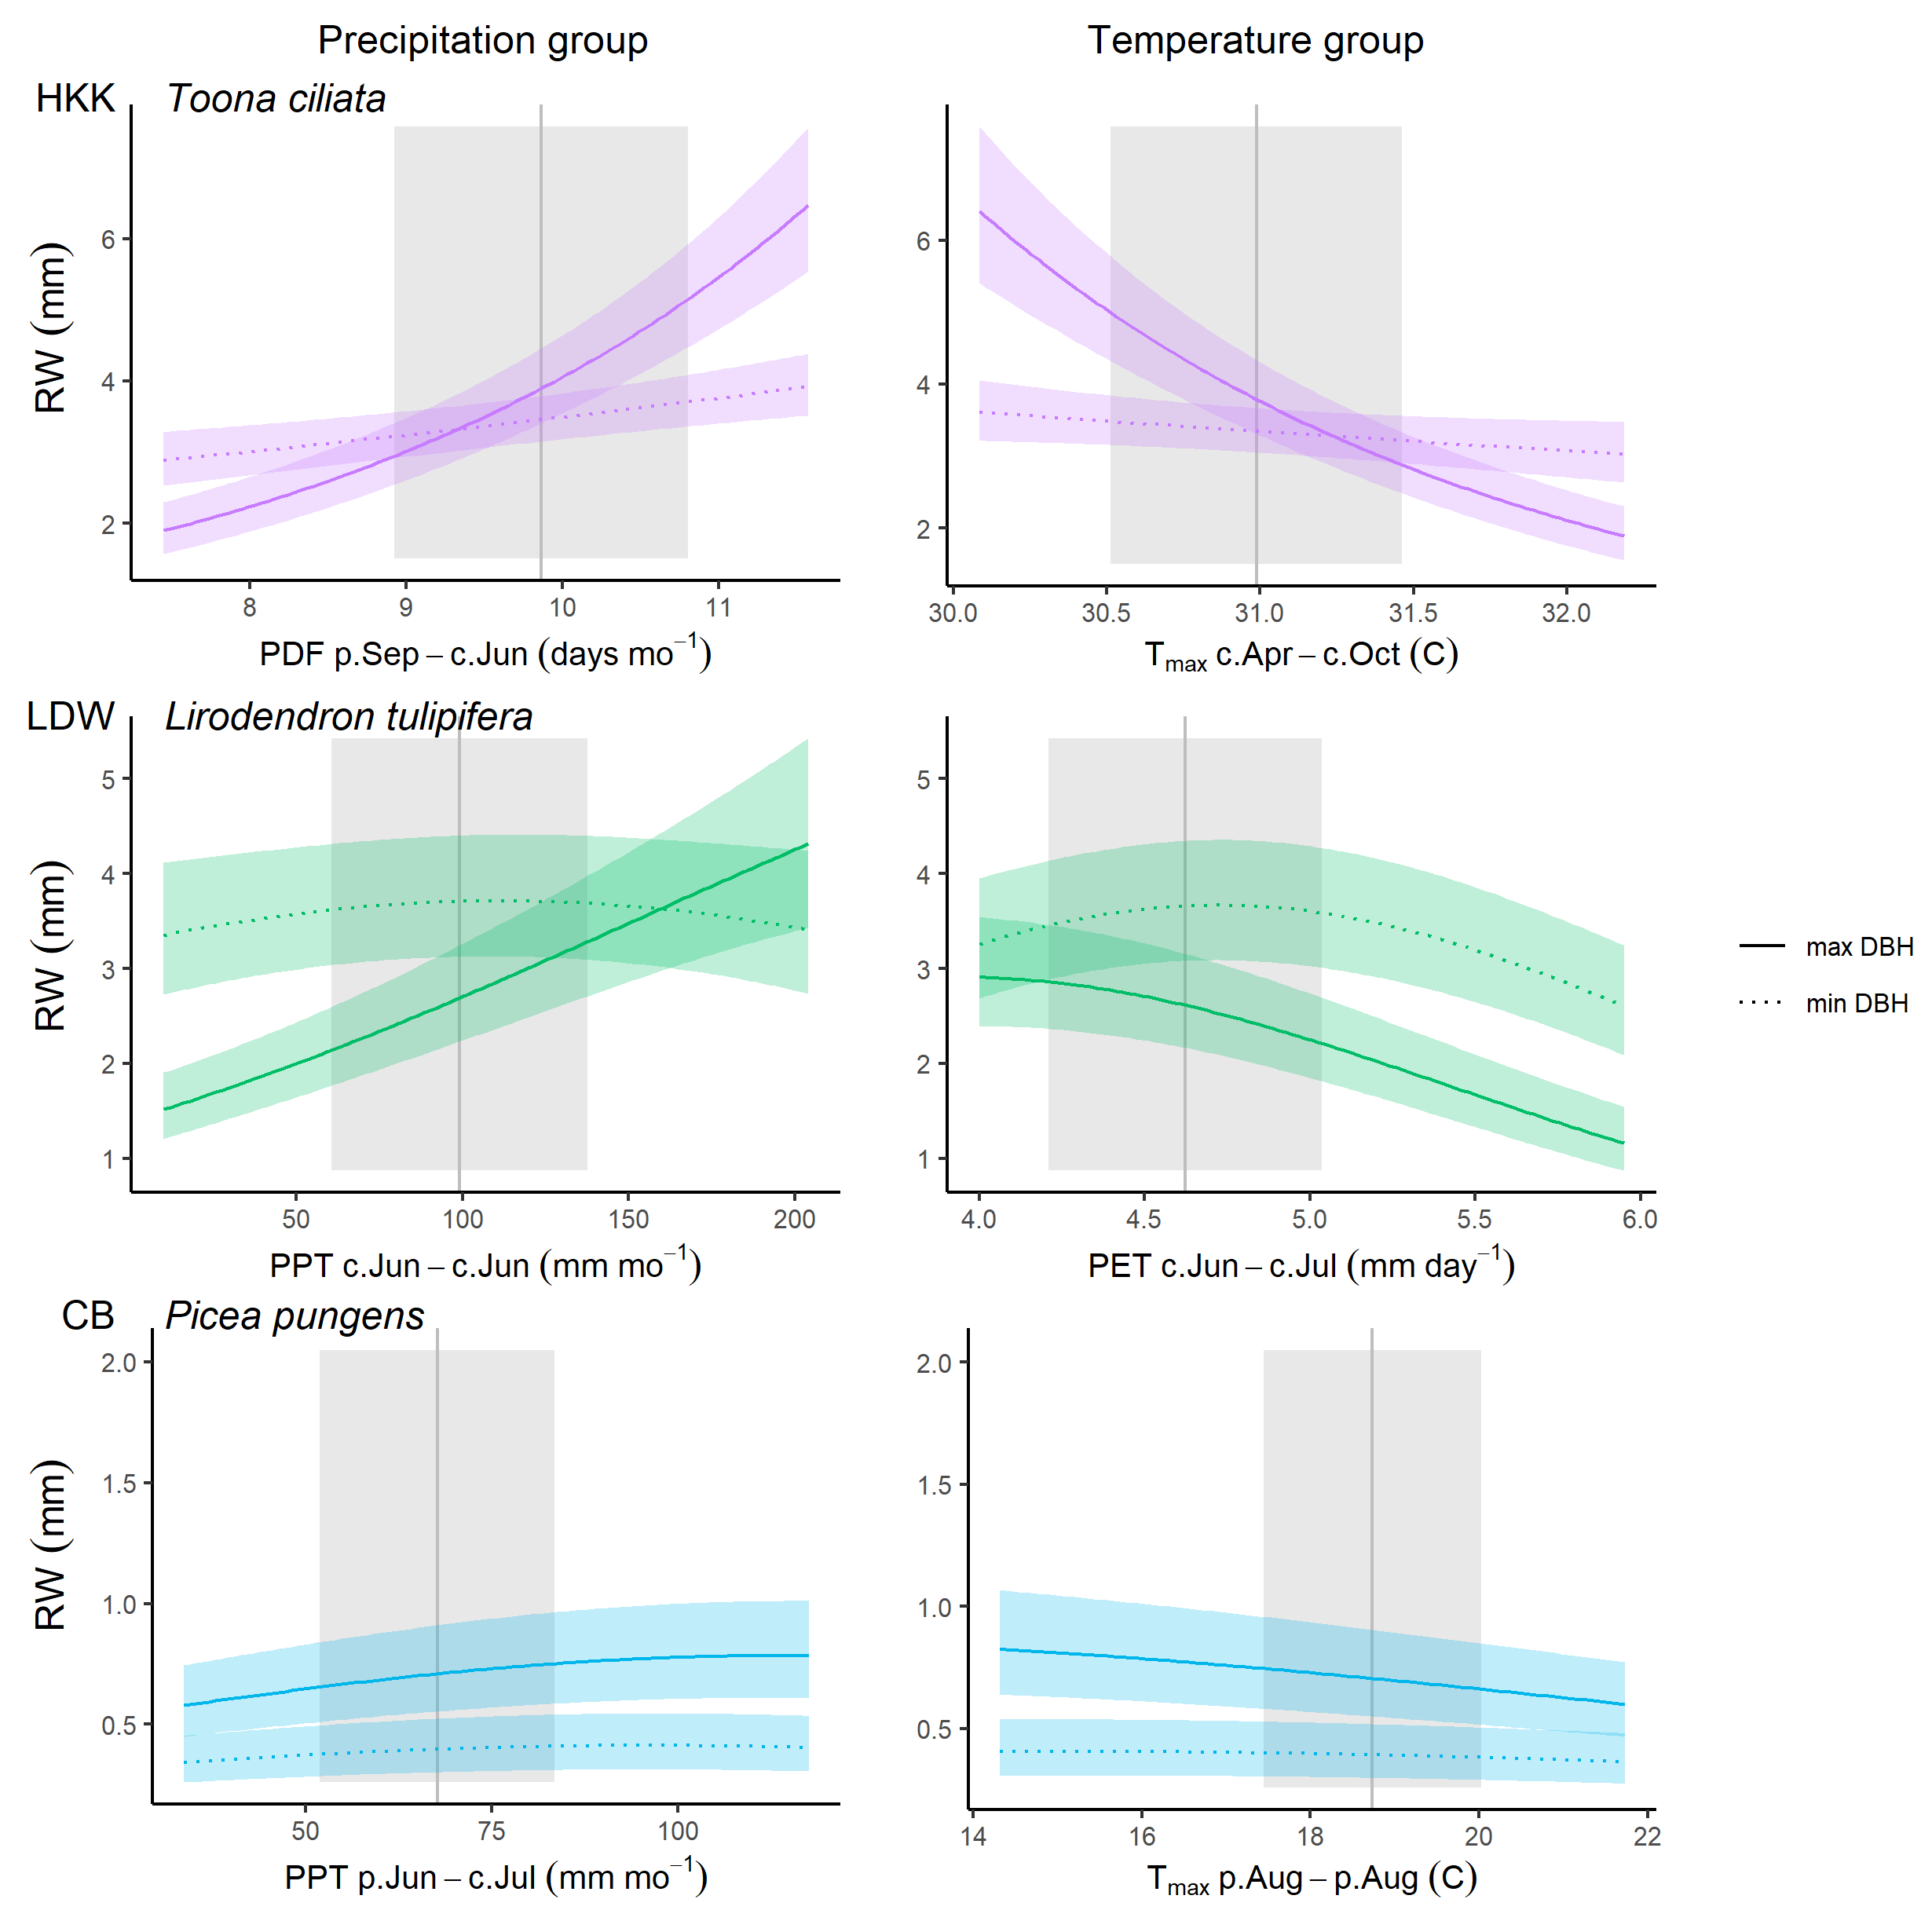 Precipitation group
Temperature group
HKK
Toona ciliata
RW (mm)
6
4
2
8 9 10 11
PDF p.Sep – c.Jun (days mo⁻¹)
6
4
2
30.0 30.5 31.0 31.5 32.0
Tₘₐₓ c.Apr – c.Oct (C)
LDW
Lirodendron tulipifera
RW (mm)
5
4
3
2
1
50 100 150 200
PPT c.Jun – c.Jun (mm mo⁻¹)
5
4
3
2
1
4.0 4.5 5.0 5.5 6.0
PET c.Jun – c.Jul (mm day⁻¹)
max DBH
min DBH
CB
Picea pungens
RW (mm)
2.0
1.5
1.0
0.5
50 75 100
PPT p.Jun – c.Jul (mm mo⁻¹)
2.0
1.5
1.0
0.5
14 16 18 20 22
Tₘₐₓ p.Aug – p.Aug (C)